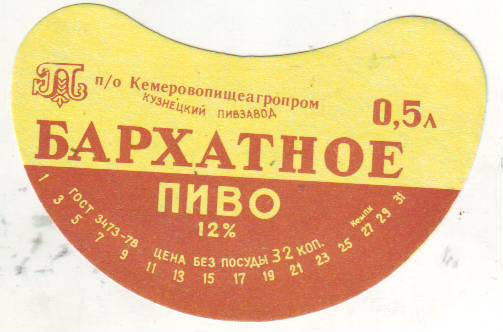 п/о Кемеровопищеагропром
КУЗНЕЦКИЙ ПИВЗАВОД
0,5л
БАРХАТНОЕ
ПИВО
12%
ГОСТ 3473-78
ЦЕНА БЕЗ ПОСУДЫ 32 КОП.
1 3 5 7 9 11 13 15 17 19 21 23 25 27 29 31